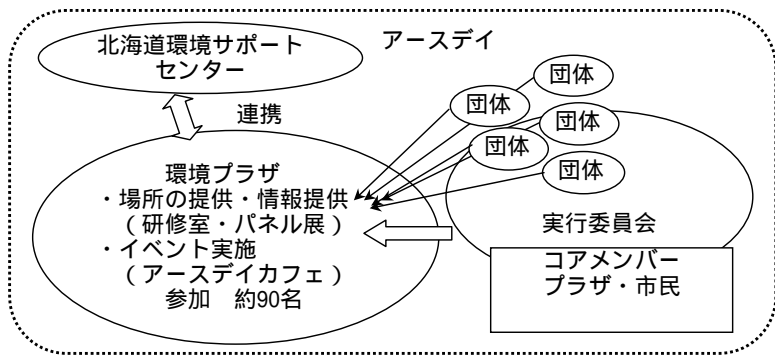 北海道環境サポート
センター
アースデイ
連携
団体
団体
団体
団体
団体
環境プラザ
・場所の提供・情報提供
（研修室・パネル展）
・イベント実施
（アースデイカフェ）
参加　約90名
実行委員会
コアメンバー
プラザ・市民